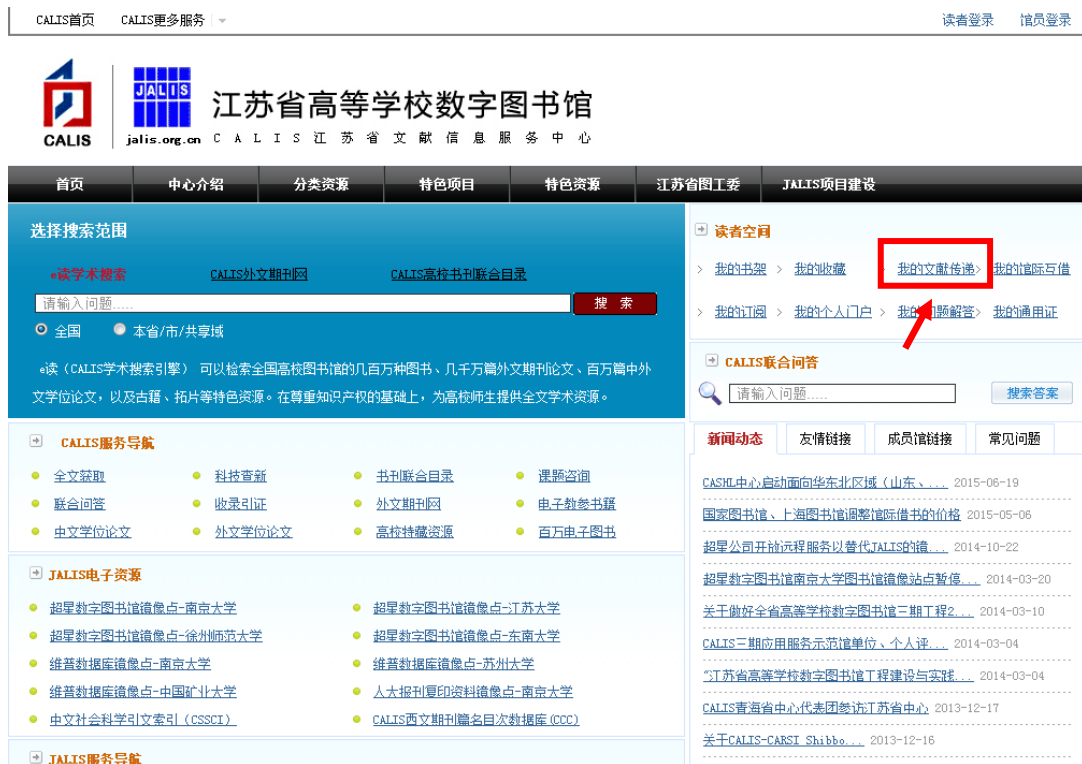 CALIS首页 CALIS更多服务 读者登录 馆员登录
CALIS
JALIS
jalis.org.cn
江苏省高等学校数字图书馆
CALIS江苏省文献信息服务中心
首页 中心介绍 分类资源 特色项目 特色资源 江苏省图工委 JALIS项目建设
选择搜索范围
e读学术搜索 CALIS外文期刊网 CALIS高校书刊联合目录
请输入问题..... 搜 索
全国 本省/市/共享域
e读（CALIS学术搜索引擎） 可以检索全国高校图书馆的几百万种图书、几千万篇外文期刊论文、百万篇中外
文学位论文，以及古籍、拓片等特色资源。在尊重知识产权的基础上，为高校师生提供全文学术资源。
读者空间
> 我的书架 > 我的收藏 我的文献传递> 我的馆际互借
> 我的订阅 > 我的个人门户 > 我的问题解答> 我的通用证
CALIS联合问答
请输入问题..... 搜索答案
CALIS服务导航
全文获取 科技查新 书刊联合目录 课题咨询
联合问答 收录引证 外文期刊网 电子教参书籍
中文学位论文 外文学位论文 高校特藏资源 百万电子图书
JALIS电子资源
超星数字图书馆镜像点-南京大学 超星数字图书馆镜像点-江苏大学
超星数字图书馆镜像点-徐州师范大学 超星数字图书馆镜像点-东南大学
维普数据库镜像点-南京大学 维普数据库镜像点-苏州大学
维普数据库镜像点-中国矿业大学 人大报刊复印资料镜像点-南京大学
中文社会科学引文索引（CSSCI） CALIS西文期刊篇名目次数据库(CCC)
JALIS服务导航
新闻动态 友情链接 成员馆链接 常见问题
CASHL中心启动面向华东北区域（山东、... 2015-06-19
国家图书馆、上海图书馆调整馆际借书的价格 2015-05-06
超星公司开放远程服务以替代JALIS的镜... 2014-10-22
超星数字图书馆南京大学图书馆镜像站点暂停... 2014-03-20
关于做好全省高等学校数字图书馆三期工程2... 2014-03-10
CALIS三期应用服务示范馆单位、个人评... 2014-03-04
“江苏省高等学校数字图书馆工程建设与实践... 2014-03-04
CALIS青海省中心代表团参访江苏省中心 2013-12-17
关于CALIS-CARSI Shibbo... 2013-12-16